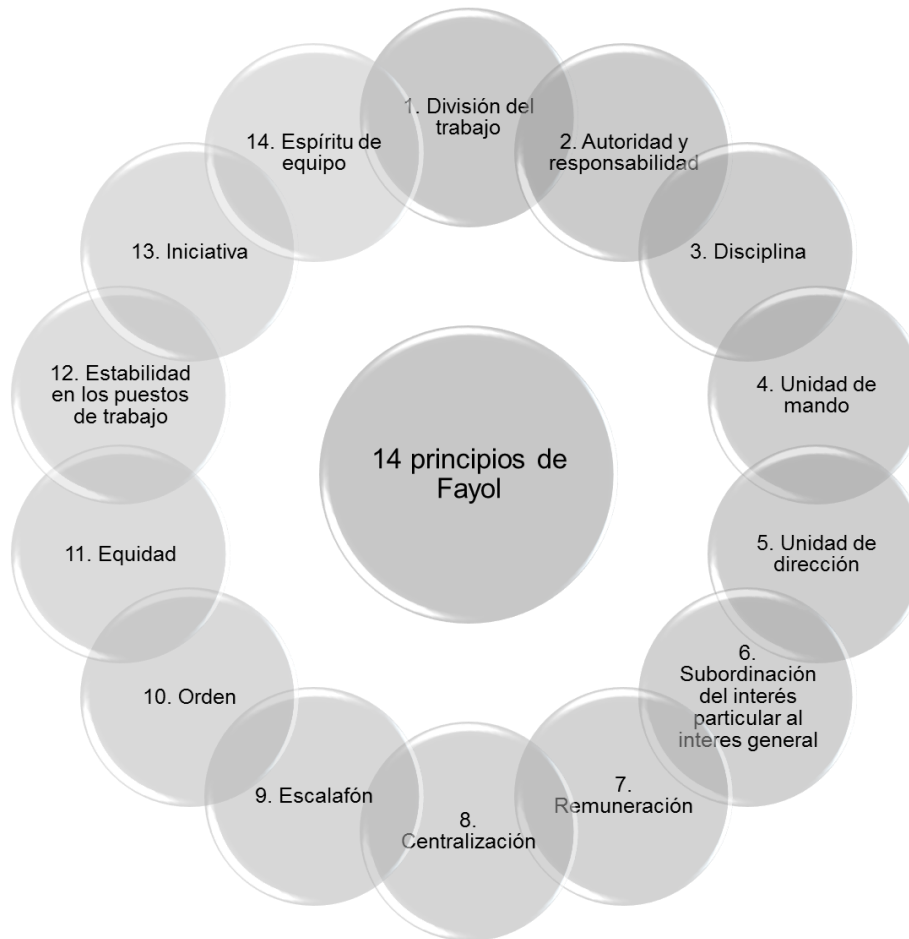 14 principios de
Fayol
1. División del
trabajo
2. Autoridad y
responsabilidad
3. Disciplina
4. Unidad de
mando
5. Unidad de
dirección
6.
Subordinación
del interés
particular al
interes general
7.
Remuneración
8.
Centralización
9. Escalafón
10. Orden
11. Equidad
12. Estabilidad
en los puestos
de trabajo
13. Iniciativa
14. Espíritu de
equipo